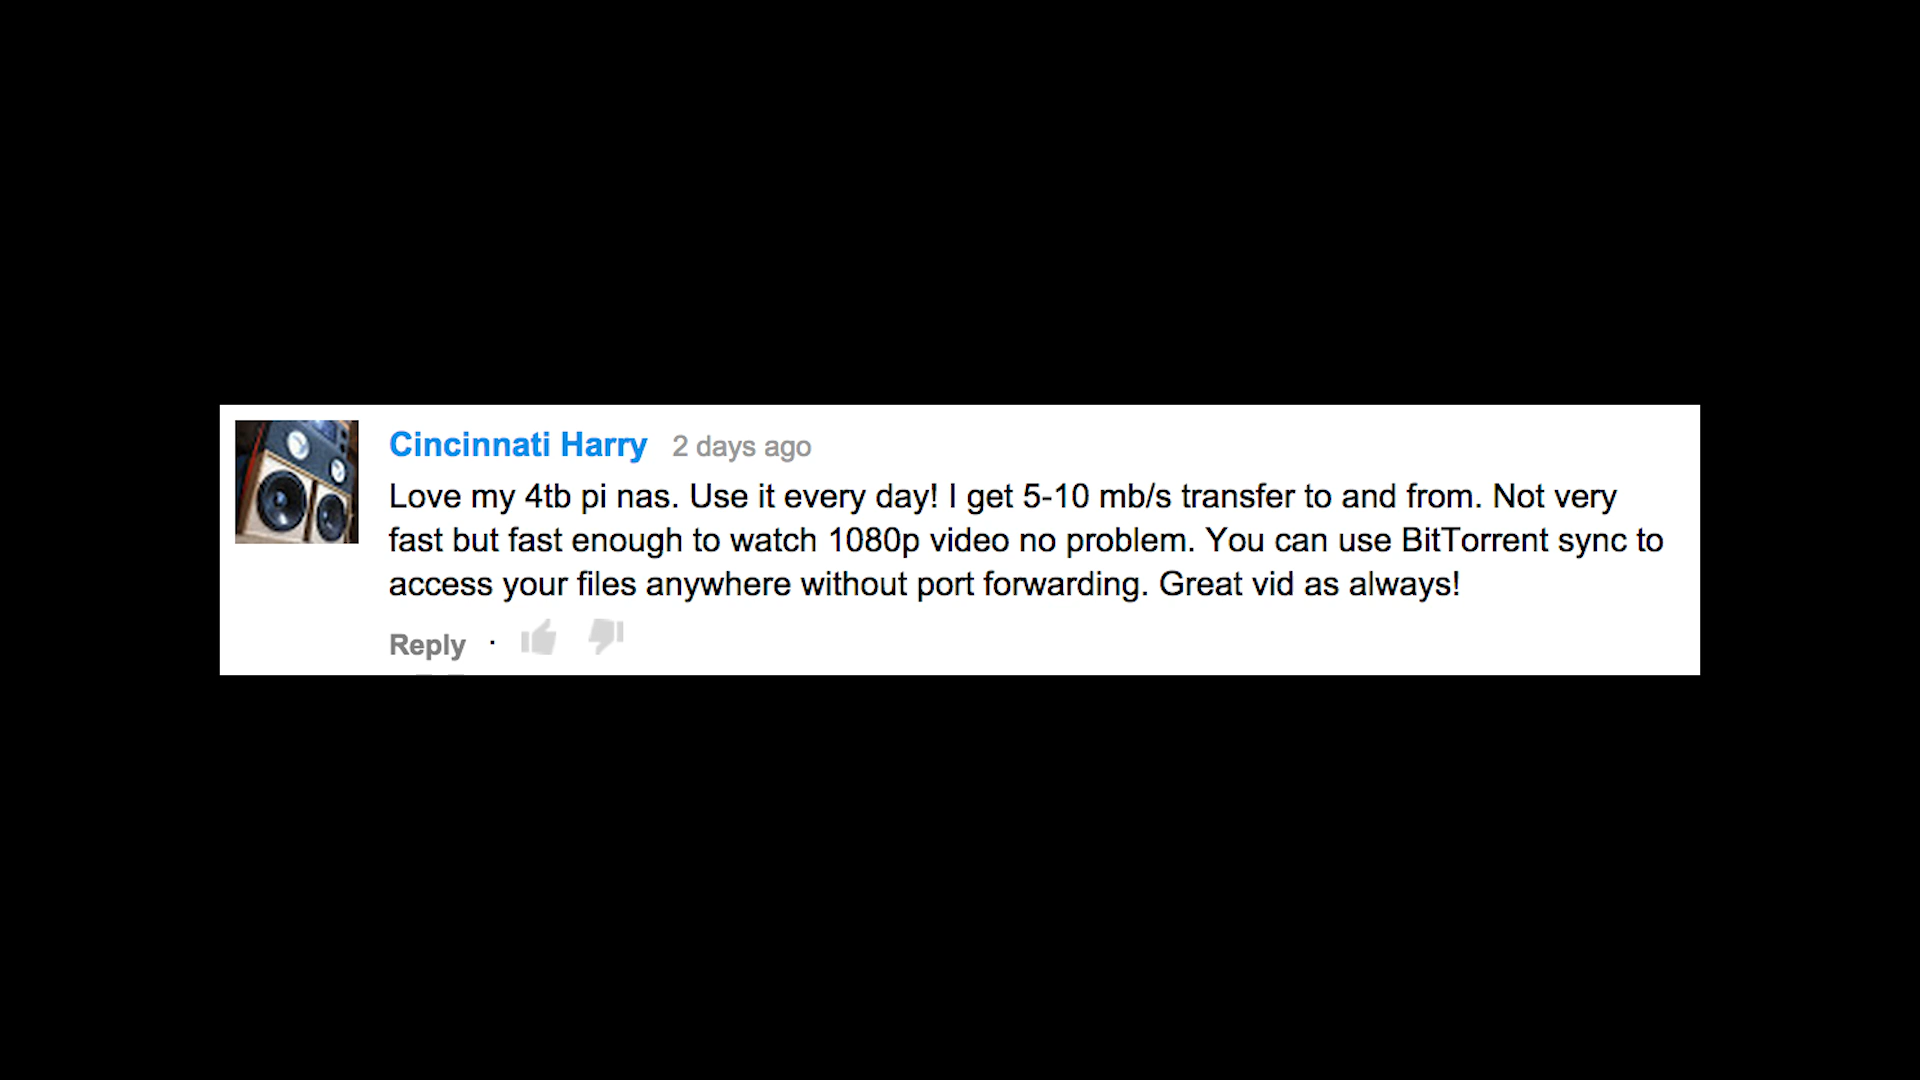 Cincinnati Harry 2 days ago
Love my 4tb pi nas. Use it every day! I get 5-10 mb/s transfer to and from. Not very
fast but fast enough to watch 1080p video no problem. You can use BitTorrent sync to
access your files anywhere without port forwarding. Great vid as always!
Reply ·